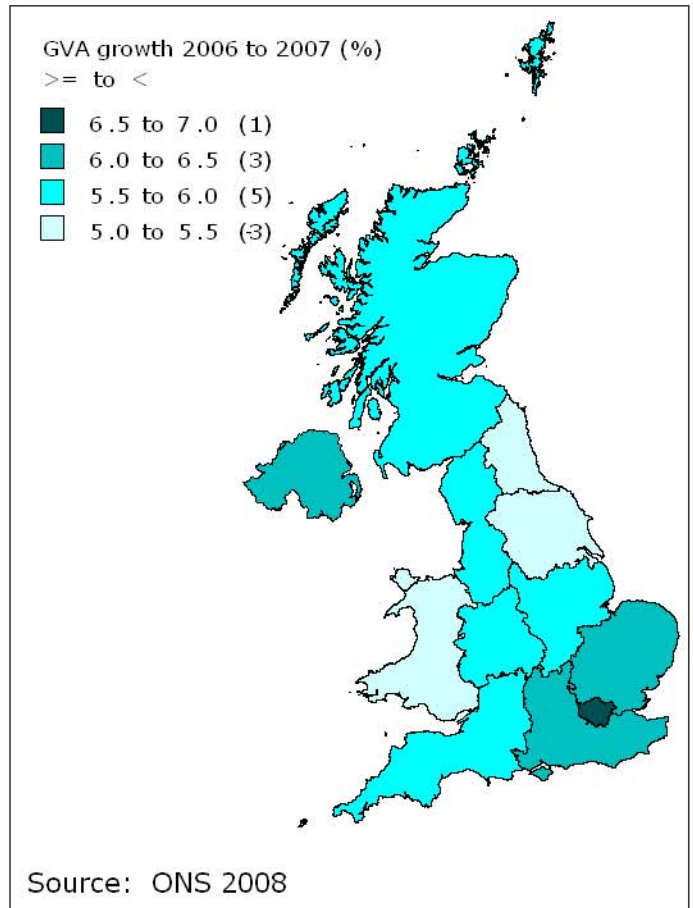 GVA growth 2006 to 2007 (%)
>= to <
6.5 to 7.0 (1)
6.0 to 6.5 (3)
5.5 to 6.0 (5)
5.0 to 5.5 (3)
Source: ONS 2008